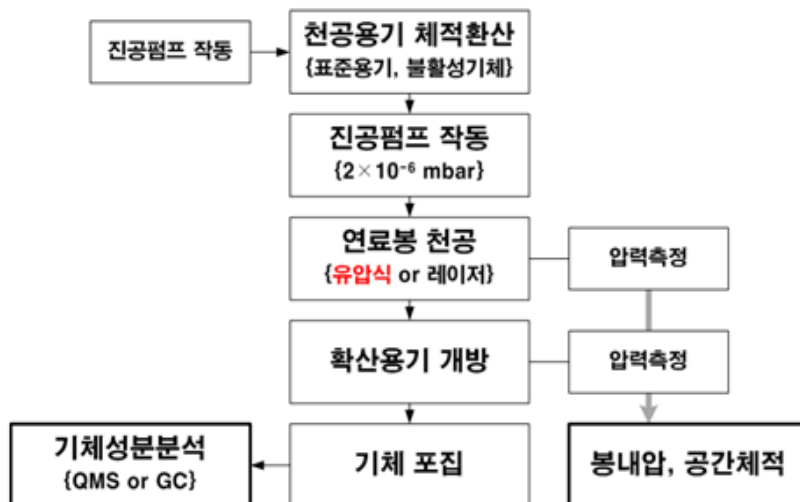 진공펌프 작동
천공용기 체적환산
{표준용기, 불활성기체}
진공펌프 작동
{2×10⁻⁶ mbar}
연료봉 천공
{유압식 or 레이저}
압력측정
확산용기 개방
압력측정
기체성분분석
{QMS or GC}
기체 포집
봉내압, 공간체적